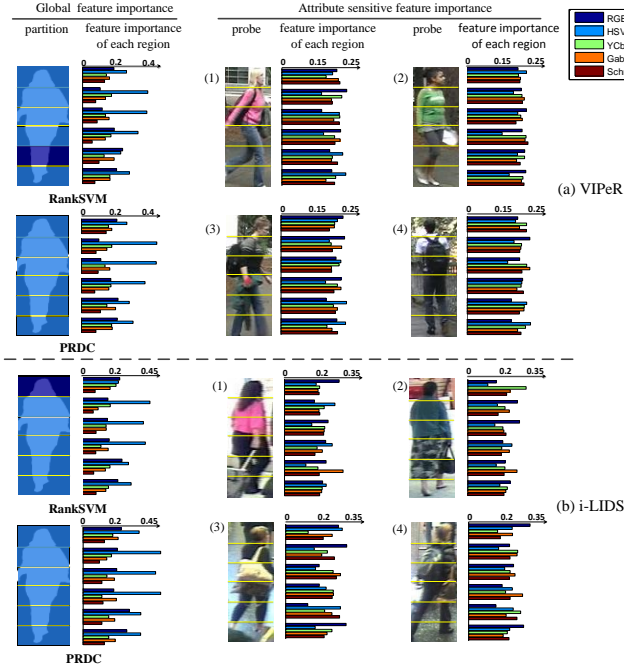 Global feature importance
Attribute sensitive feature importance
partition
feature importance of each region
probe
feature importance of each region
probe
feature importance of each region
RGB
HSV
YCb
Gab
Sch
0 0.2 0.4
(1)
0 0.15 0.25
(2)
0 0.15 0.25
RankSVM
(a) VIPeR
0 0.2 0.4
(3)
0 0.15 0.25
(4)
0 0.15 0.25
PRDC
0 0.2 0.45
(1)
0 0.2 0.35
(2)
0 0.2 0.35
RankSVM
(b) i-LIDS
0 0.2 0.45
(3)
0 0.2 0.35
(4)
0 0.2 0.35
PRDC